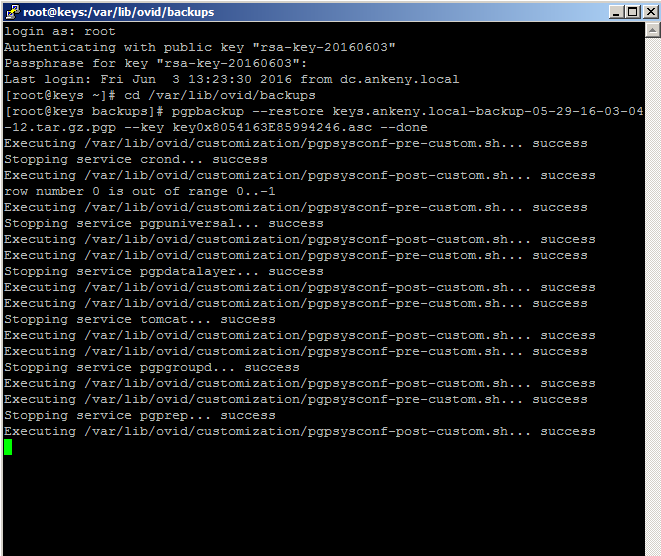 root@keys:/var/lib/ovid/backups
login as: root
Authenticating with public key "rsa-key-20160603"
Passphrase for key "rsa-key-20160603":
Last login: Fri Jun  3 13:23:30 2016 from dc.ankeny.local
[root@keys ~]# cd /var/lib/ovid/backups
[root@keys backups]# pgpbackup --restore keys.ankeny.local-backup-05-29-16-03-04
-12.tar.gz.pgp --key key0x8054163E85994246.asc --done
Executing /var/lib/ovid/customization/pgpsysconf-pre-custom.sh... success
Stopping service crond... success
Executing /var/lib/ovid/customization/pgpsysconf-post-custom.sh... success
row number 0 is out of range 0..-1
Executing /var/lib/ovid/customization/pgpsysconf-pre-custom.sh... success
Stopping service pgpuniversal... success
Executing /var/lib/ovid/customization/pgpsysconf-post-custom.sh... success
Executing /var/lib/ovid/customization/pgpsysconf-pre-custom.sh... success
Stopping service pgpdatalayer... success
Executing /var/lib/ovid/customization/pgpsysconf-post-custom.sh... success
Executing /var/lib/ovid/customization/pgpsysconf-pre-custom.sh... success
Stopping service tomcat... success
Executing /var/lib/ovid/customization/pgpsysconf-post-custom.sh... success
Executing /var/lib/ovid/customization/pgpsysconf-pre-custom.sh... success
Stopping service pgpgroupd... success
Executing /var/lib/ovid/customization/pgpsysconf-post-custom.sh... success
Executing /var/lib/ovid/customization/pgpsysconf-pre-custom.sh... success
Stopping service pgprep... success
Executing /var/lib/ovid/customization/pgpsysconf-post-custom.sh... success